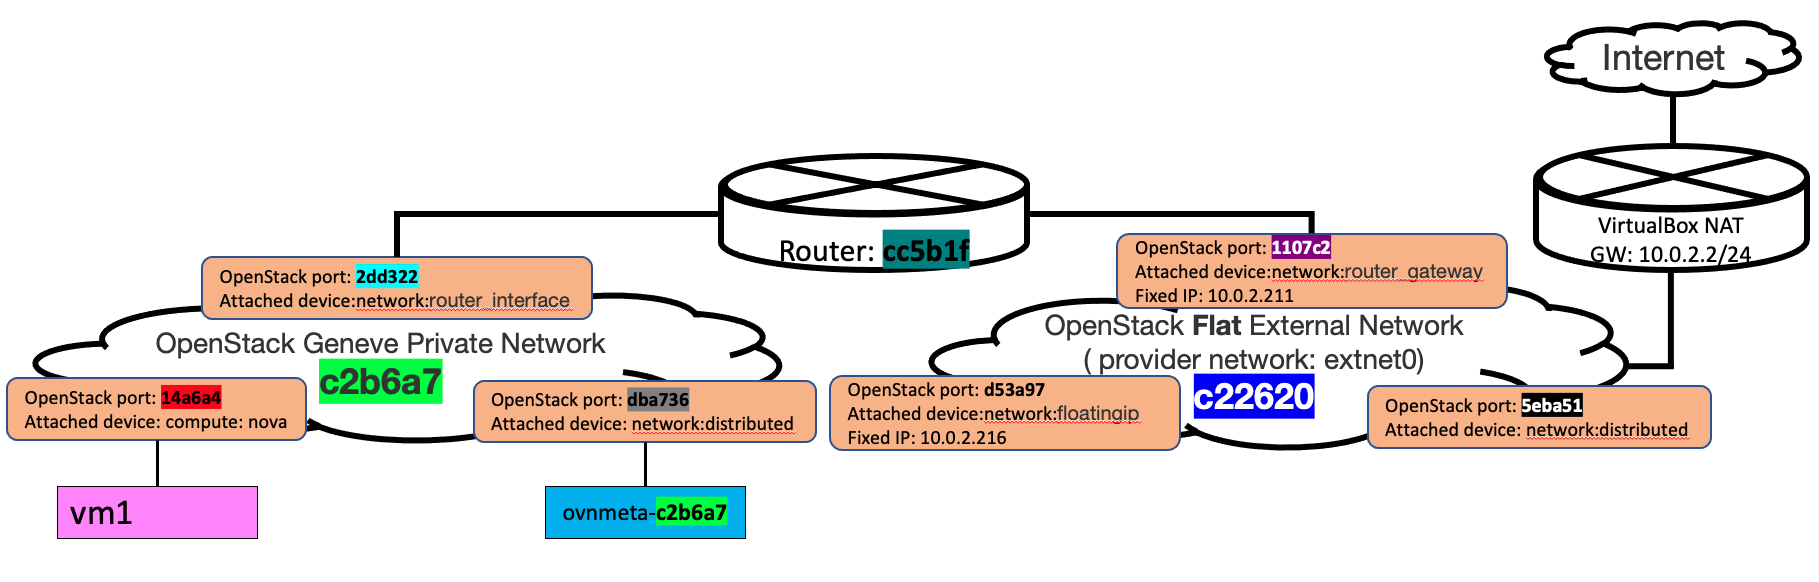 Internet
VirtualBox NAT
GW: 10.0.2.2/24
Router: cc5b1f
OpenStack port: 2dd322
Attached device:network:router_interface
OpenStack Geneve Private Network
c2b6a7
OpenStack port: 14a6a4
Attached device: compute: nova
OpenStack port: dba736
Attached device: network:distributed
vm1
ovnmeta-c2b6a7
OpenStack port: 1107c2
Attached device:network:router_gateway
Fixed IP: 10.0.2.211
OpenStack Flat External Network
( provider network: extnet0)
c22620
OpenStack port: d53a97
Attached device:network:floatingip
Fixed IP: 10.0.2.216
OpenStack port: 5eba51
Attached device: network:distributed